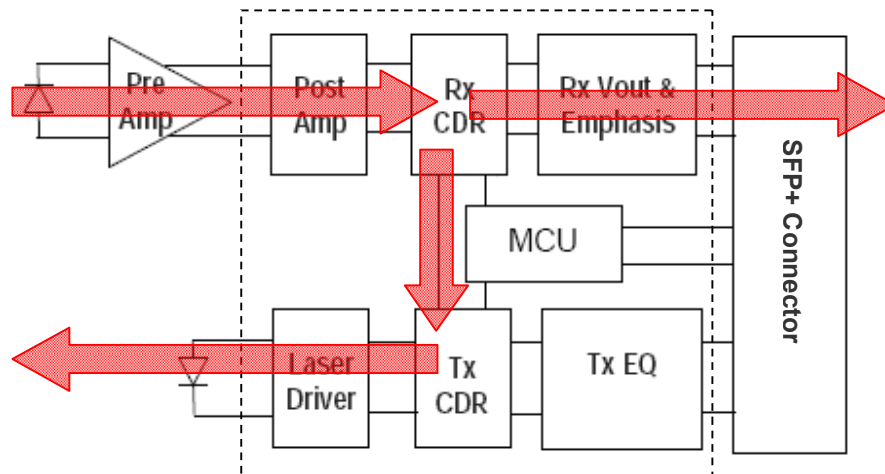 Pre
Amp
Post
Amp
Rx
CDR
Rx Vout &
Emphasis
SFP+ Connector
MCU
Laser
Driver
Tx
CDR
Tx EQ